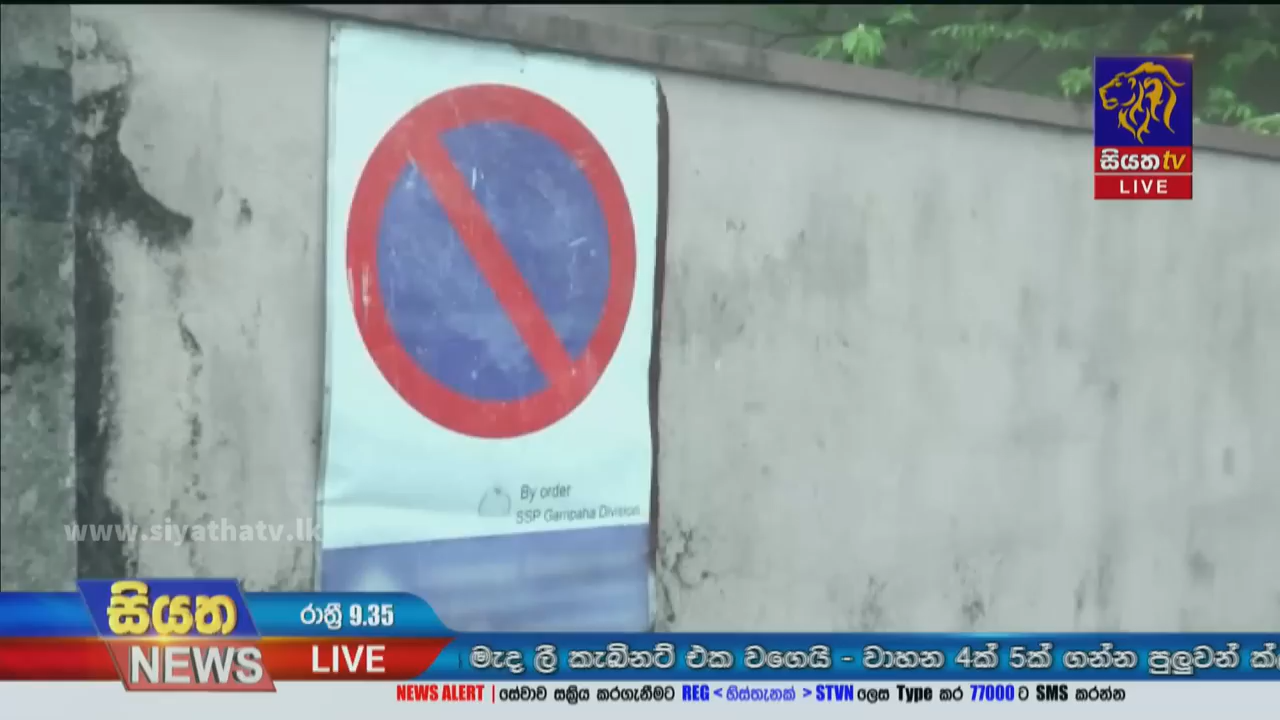 සියත tv
LIVE
By order
SSP Gampaha Division
www.siyathatv.lk
සියත
NEWS
රාත්‍රී 9.35
LIVE
මැද ලී කැබිනට් එක වගෙයි - වාහන 4ක් 5ක් ගන්න පුලුවන්
NEWS ALERT | සේවාව සක්‍රිය කරගැනීමට REG < හිස්තැනක් > STVN ලෙස Type කර 77000 ට SMS කරන්න